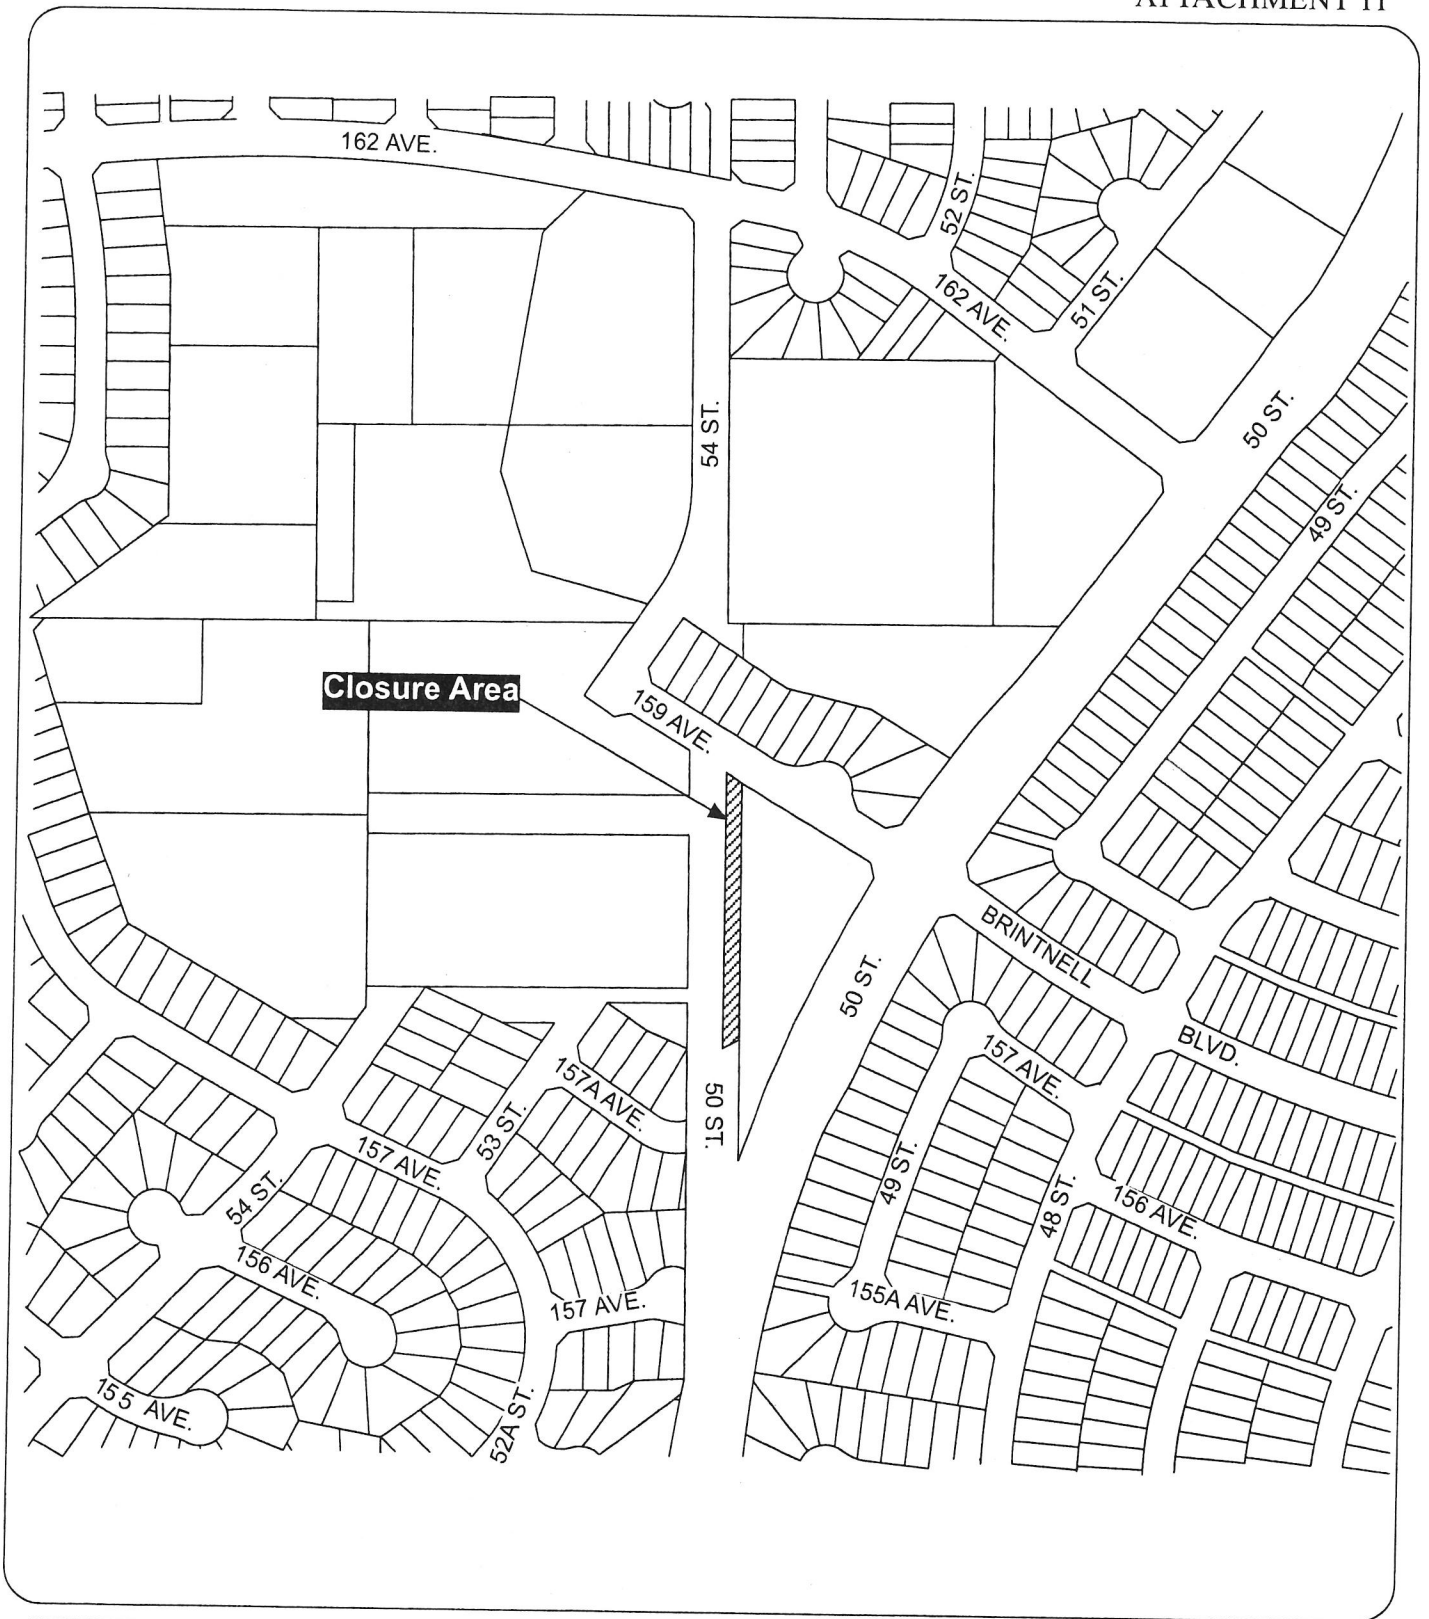 ATTACHMENT
162 AVE.
52 ST.
162 AVE.
51 ST.
54 ST.
50 ST.
49 ST.
Closure Area
159 AVE.
BRINTNELL
50 ST.
BLVD.
157 AVE.
157A AVE.
50 ST.
53 ST.
157 AVE.
49 ST.
54 ST.
48 ST.
156 AVE.
156 AVE.
155A AVE.
157 AVE.
155 AVE.
52A ST.